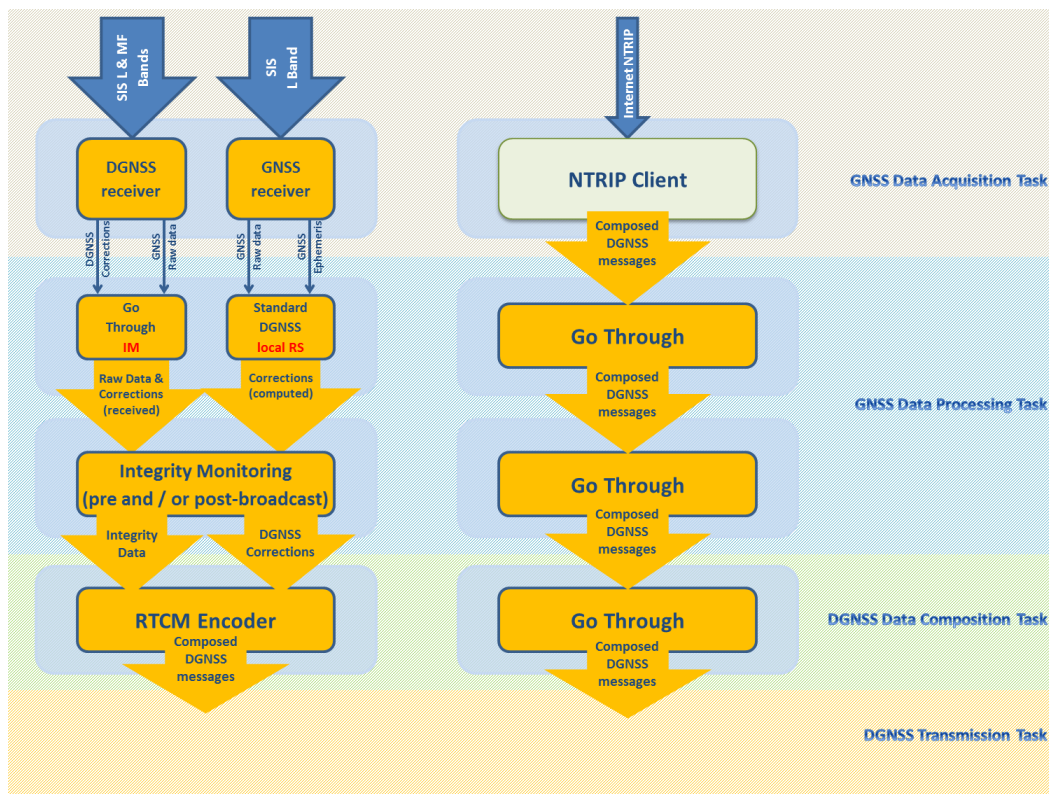 SIS L & MF
Bands
SIS
L Band
Internet NTRIP
DGNSS
receiver
GNSS
receiver
NTRIP Client
GNSS Data Acquisition Task
DGNSS
Corrections
GNSS
Raw data
GNSS
Raw data
GNSS
Ephemeris
Composed
DGNSS
messages
Go
Through
IM
Standard
DGNSS
local RS
Go Through
Raw Data &
Corrections
(received)
Corrections
(computed)
Composed
DGNSS
messages
GNSS Data Processing Task
Integrity Monitoring
(pre and / or post-broadcast)
Go Through
Integrity
Data
DGNSS
Corrections
Composed
DGNSS
messages
RTCM Encoder
Go Through
DGNSS Data Composition Task
Composed
DGNSS
messages
Composed
DGNSS
messages
DGNSS Transmission Task